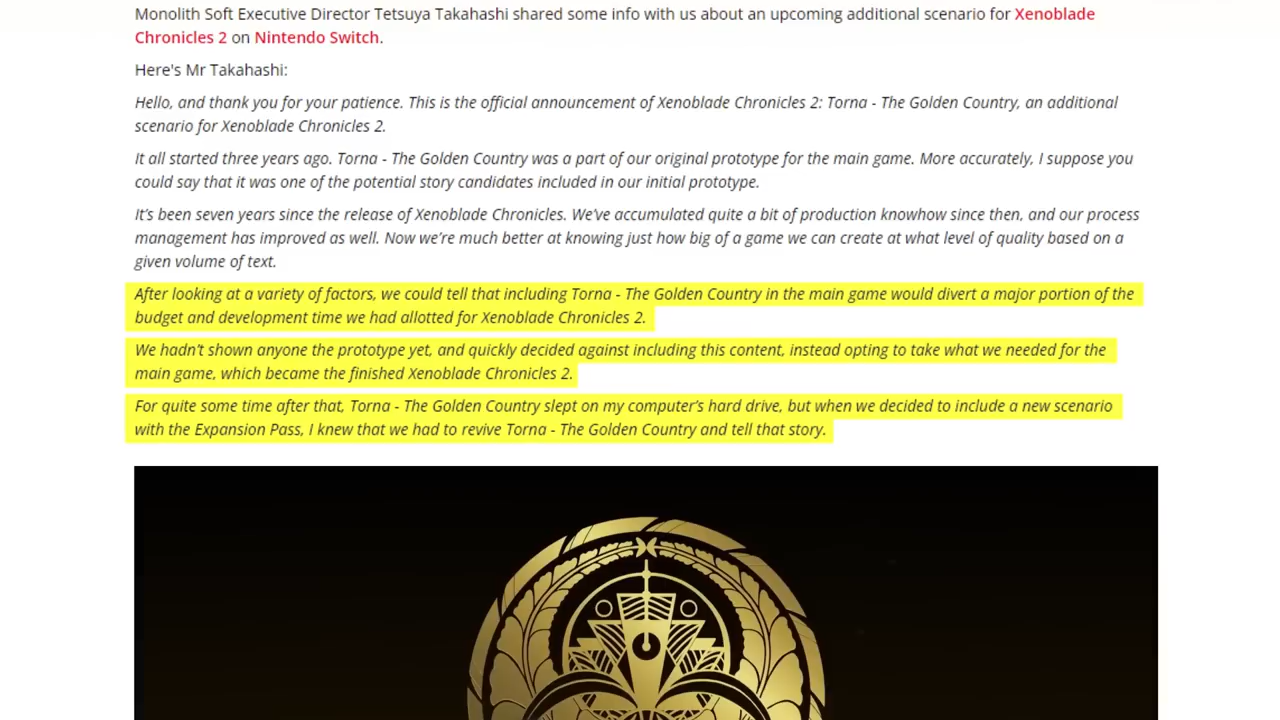 Monolith Soft Executive Director Tetsuya Takahashi shared some info with us about an upcoming additional scenario for Xenoblade
Chronicles 2 on Nintendo Switch.
Here's Mr Takahashi:
Hello, and thank you for your patience. This is the official announcement of Xenoblade Chronicles 2: Torna - The Golden Country, an additional
scenario for Xenoblade Chronicles 2.
It all started three years ago. Torna - The Golden Country was a part of our original prototype for the main game. More accurately, I suppose you
could say that it was one of the potential story candidates included in our initial prototype.
It’s been seven years since the release of Xenoblade Chronicles. We’ve accumulated quite a bit of production knowhow since then, and our process
management has improved as well. Now we’re much better at knowing just how big of a game we can create at what level of quality based on a
given volume of text.
After looking at a variety of factors, we could tell that including Torna - The Golden Country in the main game would divert a major portion of the
budget and development time we had allotted for Xenoblade Chronicles 2.
We hadn’t shown anyone the prototype yet, and quickly decided against including this content, instead opting to take what we needed for the
main game, which became the finished Xenoblade Chronicles 2.
For quite some time after that, Torna - The Golden Country slept on my computer’s hard drive, but when we decided to include a new scenario
with the Expansion Pass, I knew that we had to revive Torna - The Golden Country and tell that story.